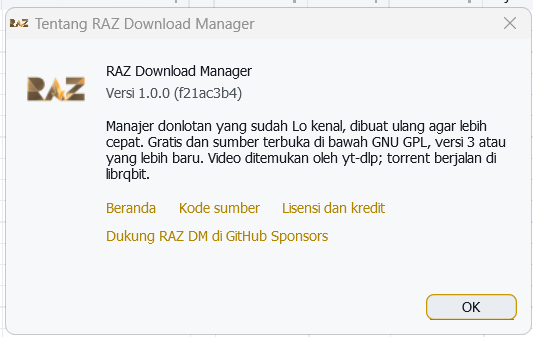 RAZ Tentang RAZ Download Manager
RAZ
RAZ Download Manager
Versi 1.0.0 (f21ac3b4)
Manajer donlotan yang sudah Lo kenal, dibuat ulang agar lebih
cepat. Gratis dan sumber terbuka di bawah GNU GPL, versi 3 atau
yang lebih baru. Video ditemukan oleh yt-dlp; torrent berjalan di
librqbit.
Beranda Kode sumber Lisensi dan kredit
Dukung RAZ DM di GitHub Sponsors
OK